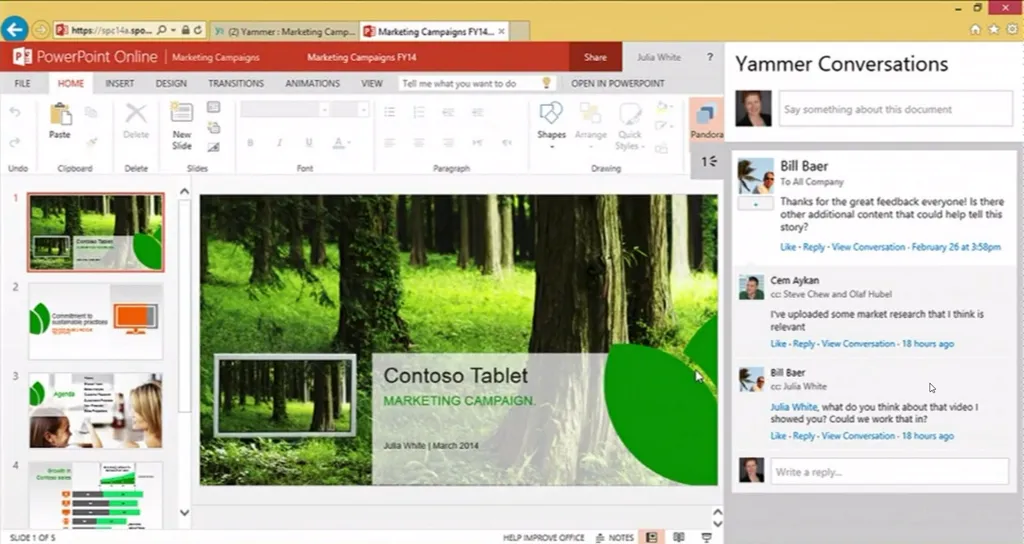 https://spc14a.spo...
(2) Yammer : Marketing Camp...
Marketing Campaigns FY14...
PowerPoint Online
Marketing Campaigns
Marketing Campaigns FY14
Share
Julia White
?
FILE
HOME
INSERT
DESIGN
TRANSITIONS
ANIMATIONS
VIEW
Tell me what you want to do
OPEN IN POWERPOINT
Paste
Delete
New
Slide
B I U A
Shapes
Arrange
Quick
Styles
Pandora
Undo
Clipboard
Delete
Slides
Font
Paragraph
Drawing
1
Contoso Tablet
2
Commitment to
sustainable practices
3
Agenda
4
Growth in
Contoso sales
Contoso Tablet
MARKETING CAMPAIGN.
Julia White | March 2014
SLIDE 1 OF 5
HELP IMPROVE OFFICE
NOTES
Yammer Conversations
Say something about this document
Bill Baer
To All Company
Thanks for the great feedback everyone! Is there
other additional content that could help tell this
story?
Like · Reply · View Conversation · February 26 at 3:58pm
Cem Aykan
cc: Steve Chew and Olaf Hubel
I've uploaded some market research that I think is
relevant
Like · Reply · View Conversation · 18 hours ago
Bill Baer
cc: Julia White
Julia White, what do you think about that video I
showed you? Could we work that in?
Like · Reply · View Conversation · 18 hours ago
Write a reply...